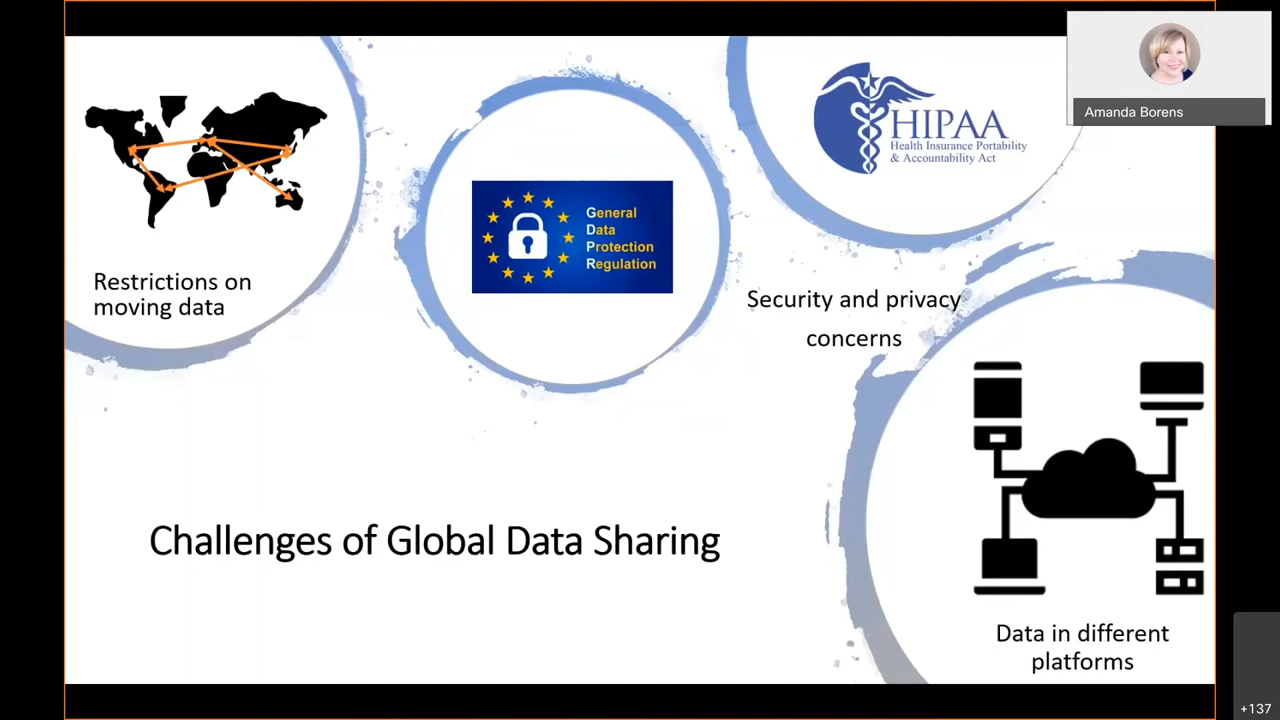 Amanda Borens
HIPAA
Health Insurance Portability
& Accountability Act
General
Data
Protection
Regulation
Restrictions on
moving data
Security and privacy
concerns
Challenges of Global Data Sharing
Data in different
platforms
+137